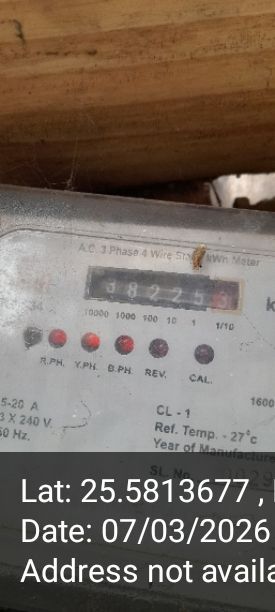 A.C. 3 Phase 4 Wire
Meter
3 8 2 2 5
10000 1000 100 10 1 1/10
R.PH. Y.PH. B.PH. REV. CAL.
5-20 A
3 X 240 V.
50 Hz.
CL - 1
1600
Ref. Temp. - 27°c
Year of Manufacture
SL. No.
Lat: 25.5813677 ,
Date: 07/03/2026
Address not availa